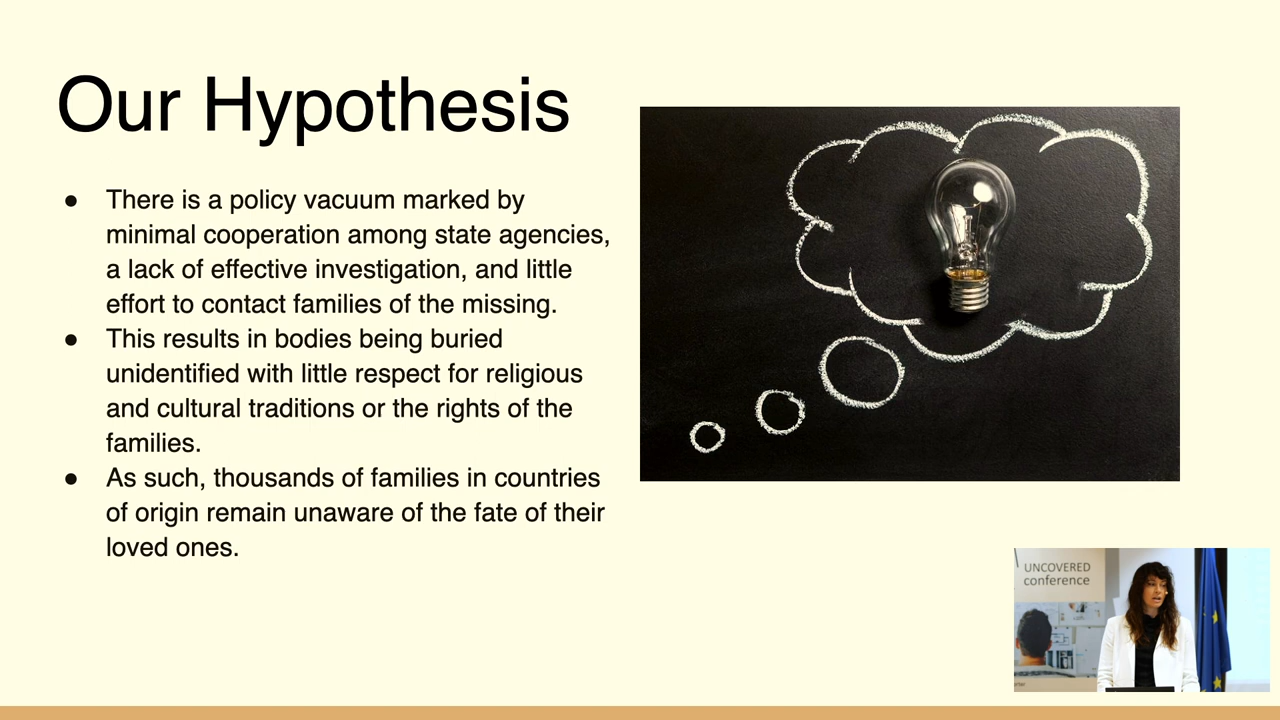 Our Hypothesis
● There is a policy vacuum marked by
minimal cooperation among state agencies,
a lack of effective investigation, and little
effort to contact families of the missing.
● This results in bodies being buried
unidentified with little respect for religious
and cultural traditions or the rights of the
families.
● As such, thousands of families in countries
of origin remain unaware of the fate of their
loved ones.
UNCOVERED
conference